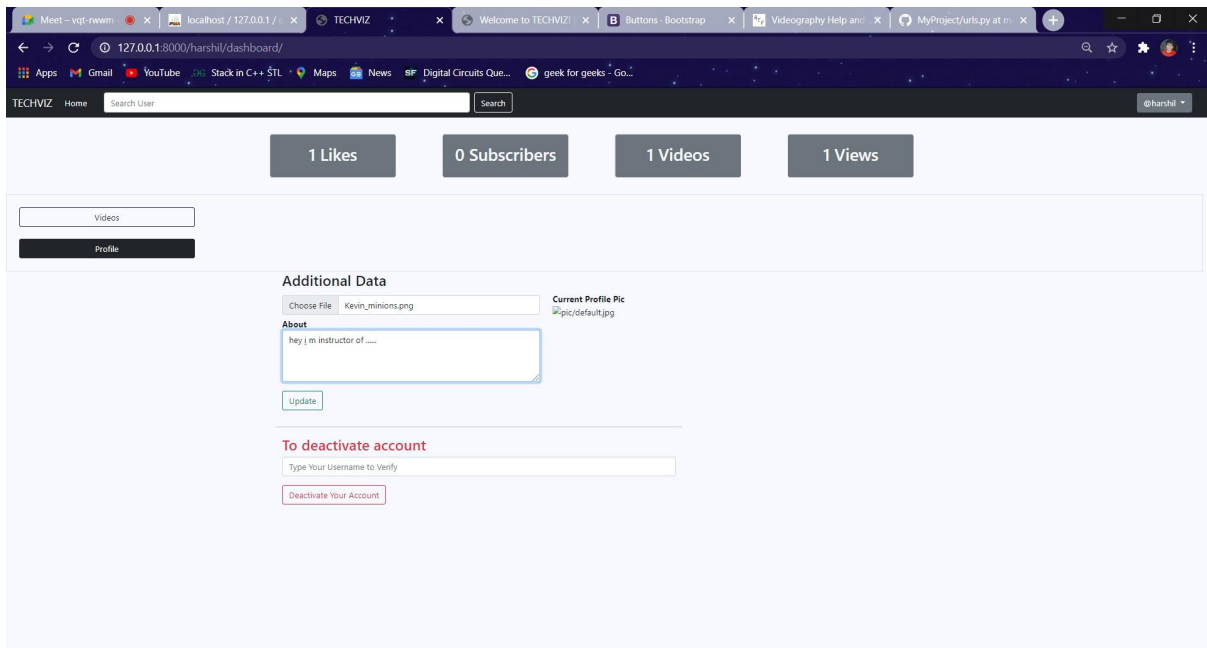 Meet – vqt-rwwm- localhost / 127.0.0.1 / TECHVIZ Welcome to TECHVIZ! Buttons · Bootstrap Videography Help and MyProject/urls.py at m
127.0.0.1:8000/harshil/dashboard/
Apps Gmail YouTube Stack in C++ STL Maps News SF Digital Circuits Que... geek for geeks - Go...
TECHVIZ Home Search User Search @harshil
1 Likes 0 Subscribers 1 Videos 1 Views
Videos
Profile
Additional Data
Choose File Kevin_minions.png
Current Profile Pic
pic/default.jpg
About
hey i m instructor of ......
Update
To deactivate account
Type Your Username to Verify
Deactivate Your Account